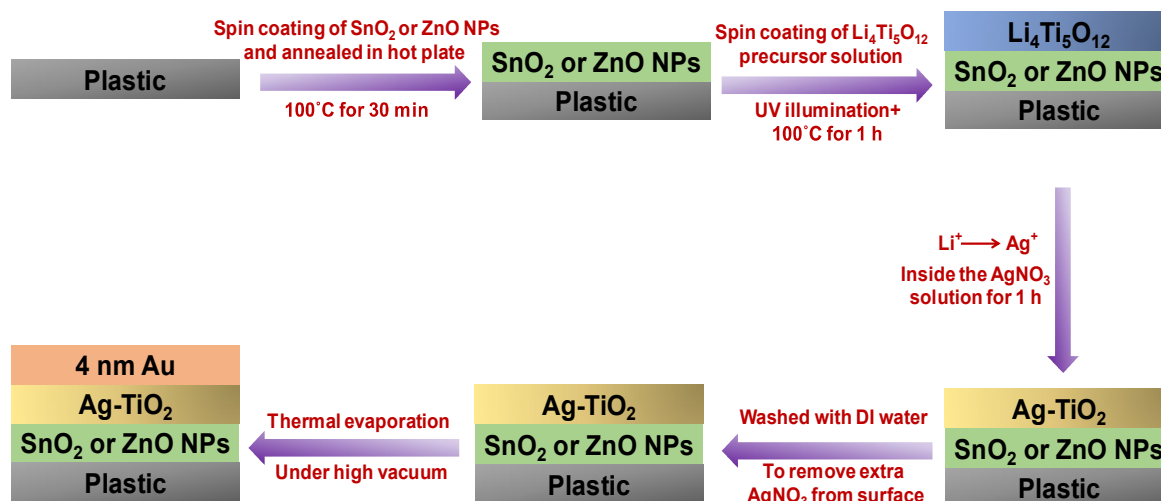 Plastic
Spin coating of SnO₂ or ZnO NPs
and annealed in hot plate
100˚C for 30 min
SnO₂ or ZnO NPs
Plastic
Spin coating of Li₄Ti₅O₁₂
precursor solution
UV illumination+
100˚C for 1 h
Li₄Ti₅O₁₂
SnO₂ or ZnO NPs
Plastic
Li⁺ → Ag⁺
Inside the AgNO₃
solution for 1 h
Ag-TiO₂
SnO₂ or ZnO NPs
Plastic
Washed with DI water
To remove extra
AgNO₃ from surface
Ag-TiO₂
SnO₂ or ZnO NPs
Plastic
Thermal evaporation
Under high vacuum
4 nm Au
Ag-TiO₂
SnO₂ or ZnO NPs
Plastic